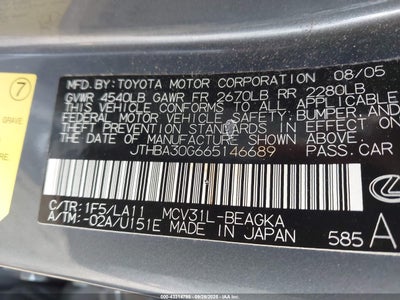 MFD. BY: TOYOTA MOTOR CORPORATION 08/05
GVWR 4540LB GAWR FR 2670LB RR 2280LB
THIS VEHICLE CONFORMS TO ALL APPLICABLE
FEDERAL MOTOR VEHICLE SAFETY, BUMPER, AND
THEFT PREVENTION STANDARDS IN EFFECT ON
THE DATE OF MANUFACTURE SHOWN ABOVE.
JTHBA30G665146689 PASS. CAR
7
GRAVE
C/TR: 1F5/LA11 MCV31L-BEAGKA
A/TM: -02A/U151E MADE IN JAPAN
585 A